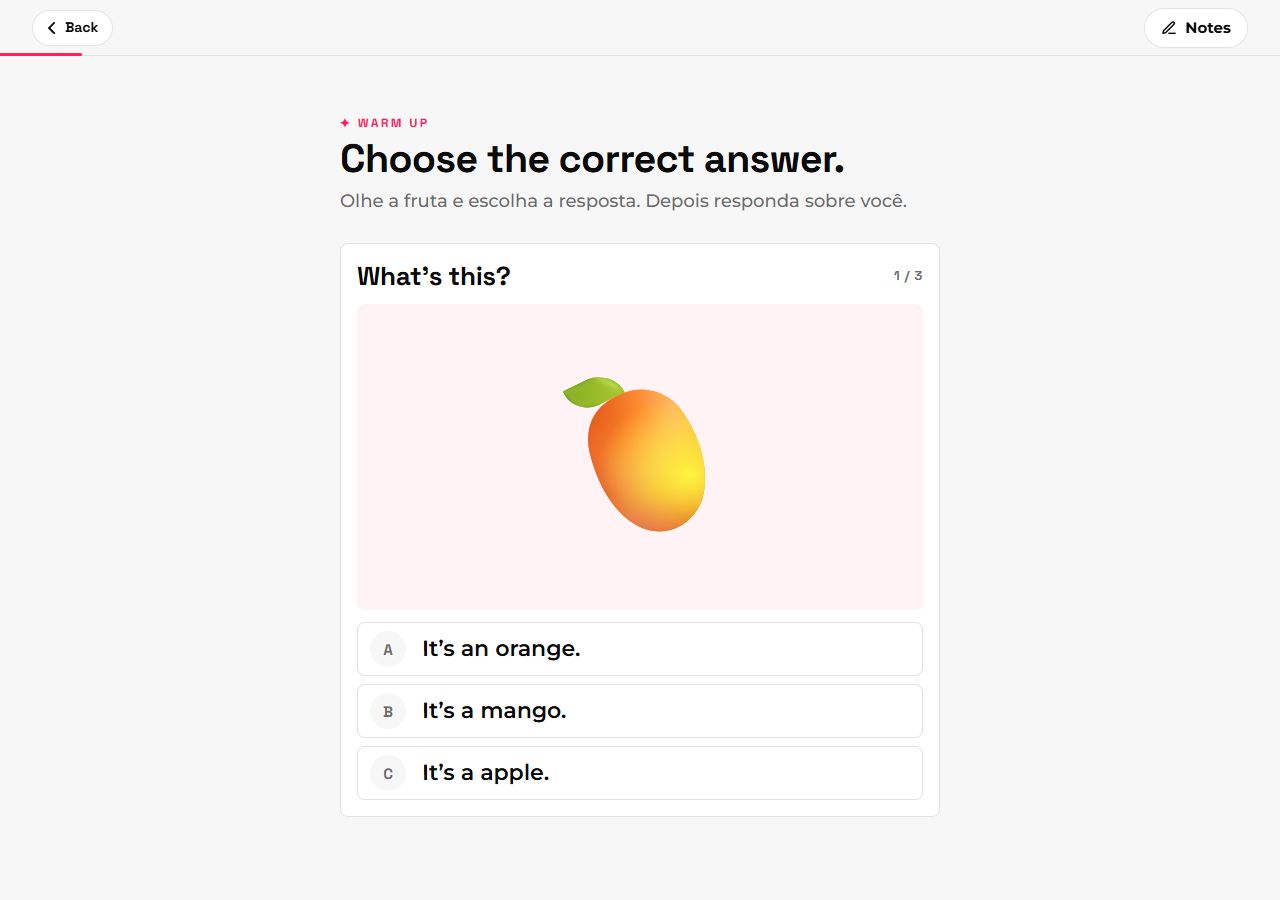 Back
Notes
WARM UP
Choose the correct answer.
Olhe a fruta e escolha a resposta. Depois responda sobre você.
What’s this?
1 / 3
A It’s an orange.
B It’s a mango.
C It’s a apple.